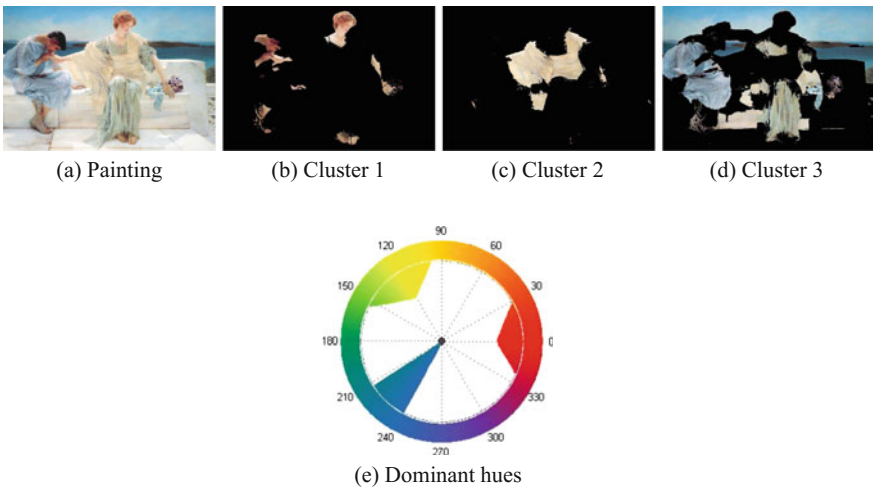 (a) Painting
(b) Cluster 1
(c) Cluster 2
(d) Cluster 3
90
120
60
150
30
180
0
210
330
240
300
270
(e) Dominant hues